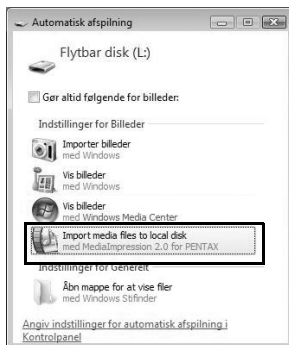 Automatisk afspilning
Flytbar disk (L:)
Gør altid følgende for billeder:
Indstillinger for Billeder
Importer billeder
med Windows
Vis billeder
med Windows
Vis billeder
med Windows Media Center
Import media files to local disk
med MediaImpression 2.0 for PENTAX
Indstillinger for Generelt
Åbn mappe for at vise filer
med Windows Stifinder
Angiv indstillinger for automatisk afspilning i
Kontrolpanel